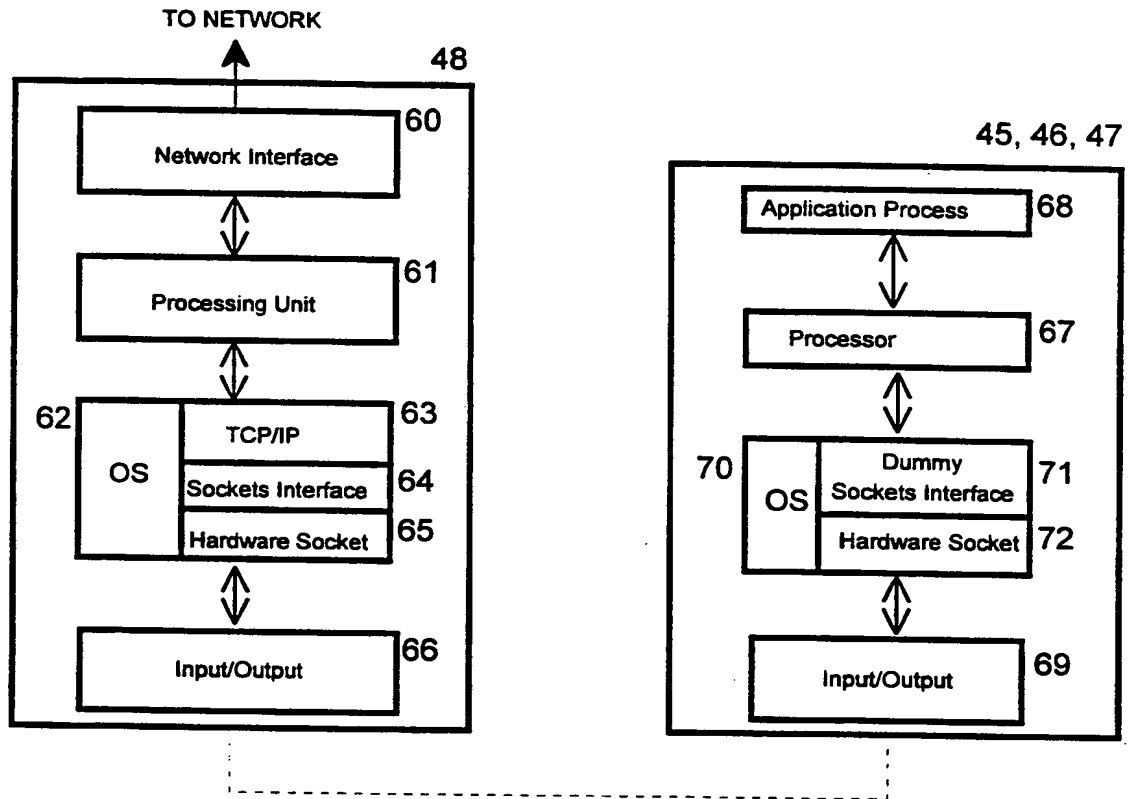 TO NETWORK
48
60
Network Interface
61
Processing Unit
62
OS
63
TCP/IP
64
Sockets Interface
65
Hardware Socket
66
Input/Output
45, 46, 47
Application Process
68
Processor
67
70
OS
Dummy
Sockets Interface
71
Hardware Socket
72
Input/Output
69